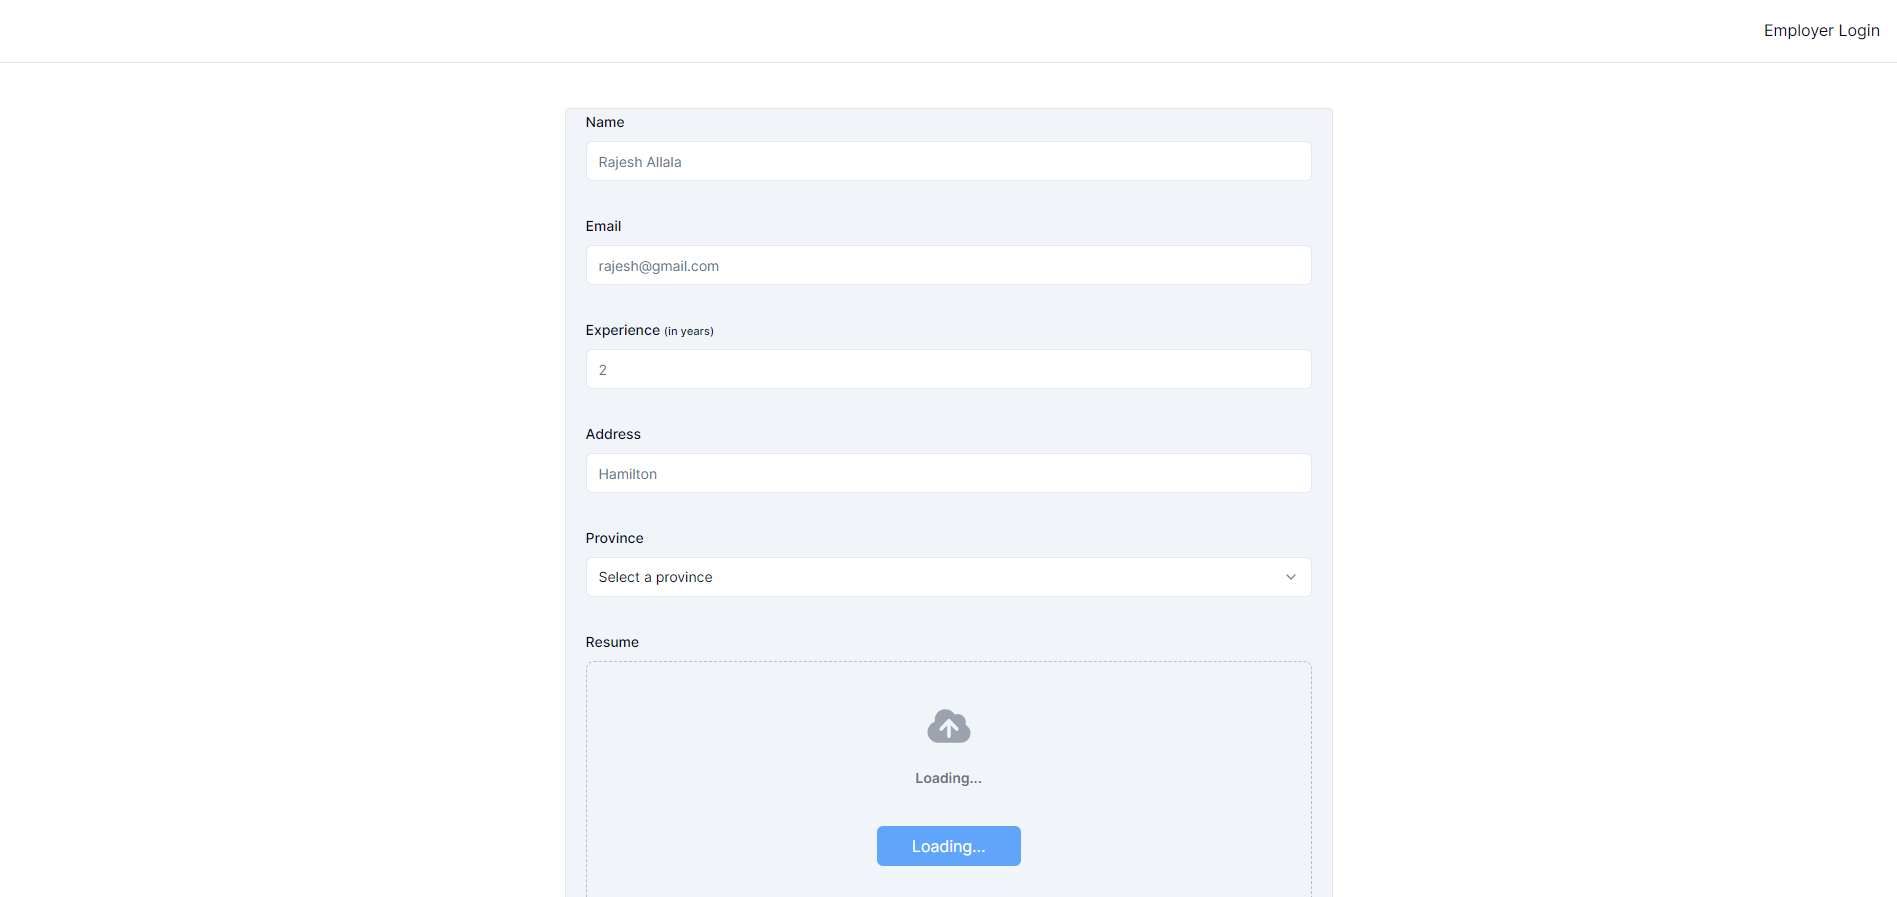 Employer Login
Name
Rajesh Allala
Email
rajesh@gmail.com
Experience (in years)
2
Address
Hamilton
Province
Select a province
Resume
Loading...
Loading...